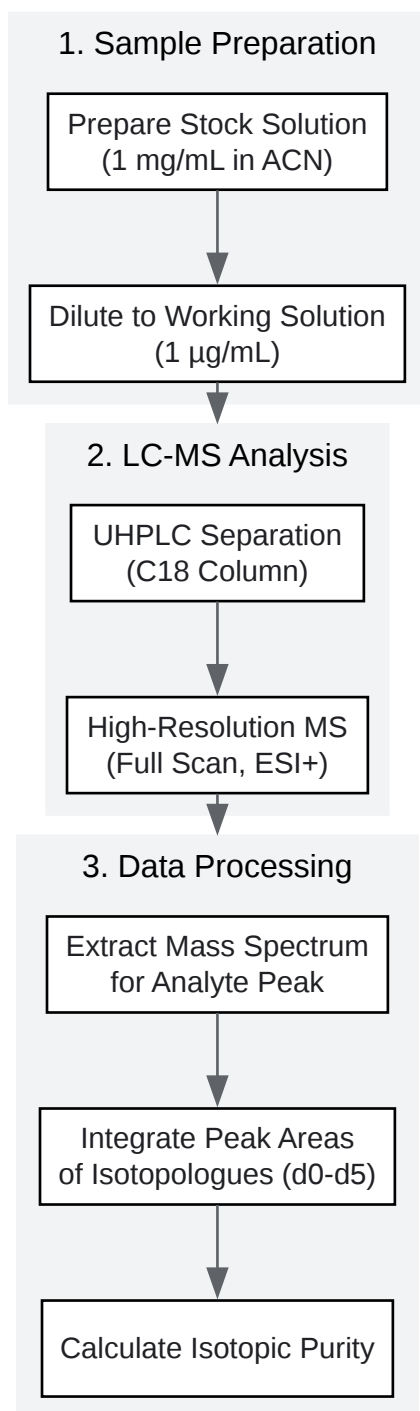 1. Sample Preparation
Prepare Stock Solution
(1 mg/mL in ACN)
Dilute to Working Solution
(1 µg/mL)
2. LC-MS Analysis
UHPLC Separation
(C18 Column)
High-Resolution MS
(Full Scan, ESI+)
3. Data Processing
Extract Mass Spectrum
for Analyte Peak
Integrate Peak Areas
of Isotopologues (d0-d5)
Calculate Isotopic Purity